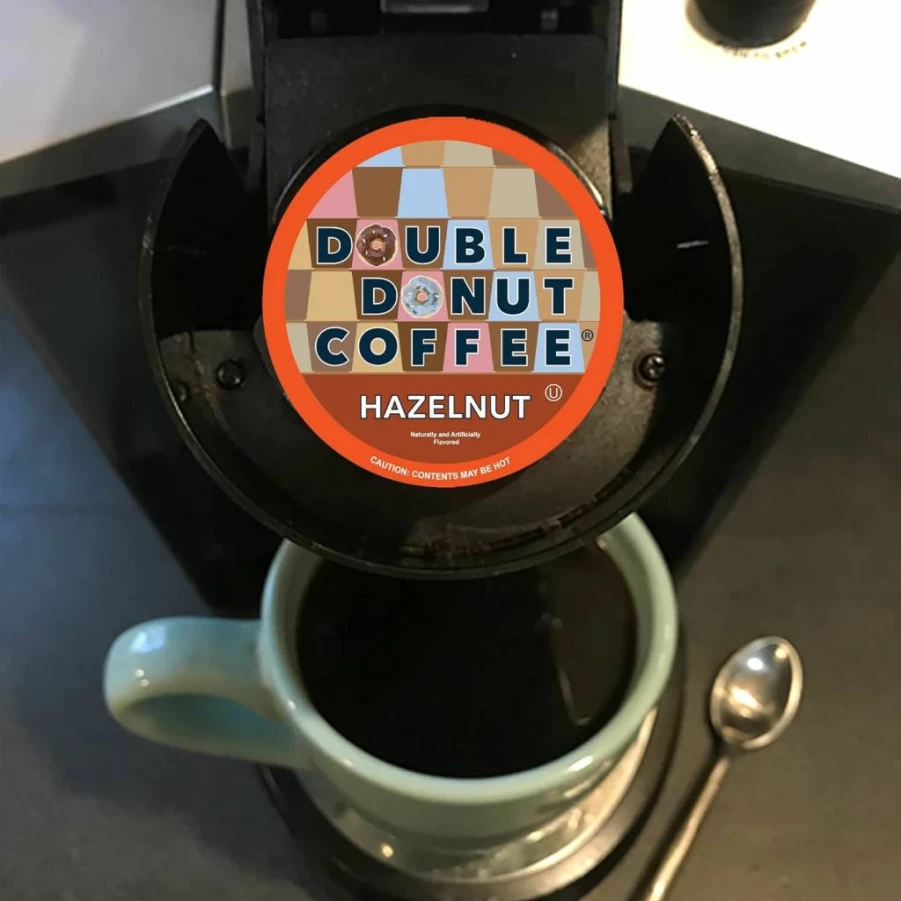 DOUBLE
DONUT
COFFEE®
HAZELNUT Ⓤ
Naturally and Artificially
Flavored
CAUTION: CONTENTS MAY BE HOT